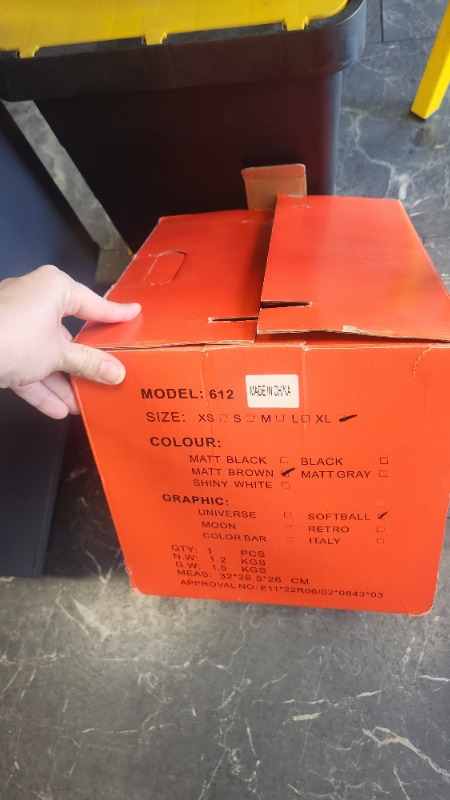 MODEL: 612 MADE IN CHINA
SIZE: XS S M L XL
COLOUR:
MATT BLACK BLACK
MATT BROWN MATT GRAY
SHINY WHITE
GRAPHIC:
UNIVERSE SOFTBALL
MOON RETRO
COLOR BAR ITALY
QTY: 1 PCS
N.W: 1.2 KGS
G.W: 1.5 KGS
MEAS: 32*26.5*26 CM
APPROVAL NO: E11*22R06/02*0843*03